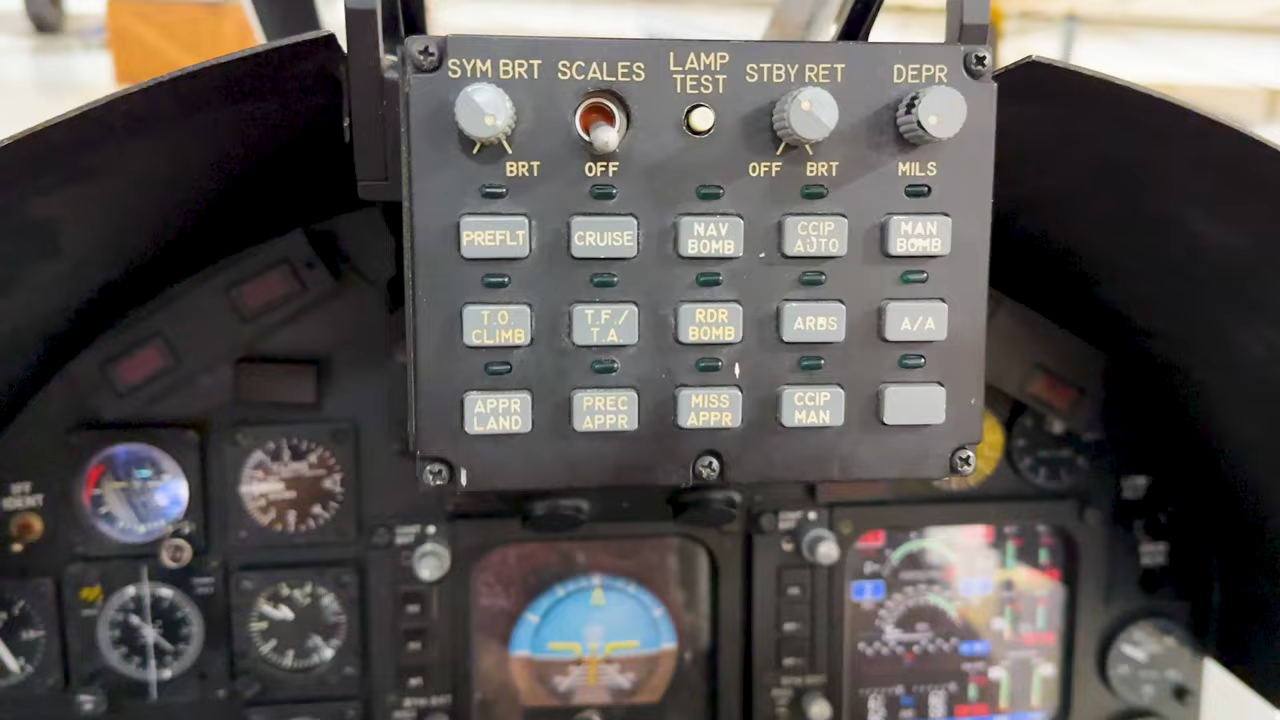 SYM BRT
SCALES
LAMP
TEST
STBY RET
DEPR
BRT
OFF
OFF
BRT
MILS
PREFLT
CRUISE
NAV
BOMB
CCIP
AUTO
MAN
BOMB
T.O.
CLIMB
T.F./
T.A.
RDR
BOMB
ARBS
A/A
APPR
LAND
PREC
APPR
MISS
APPR
CCIP
MAN